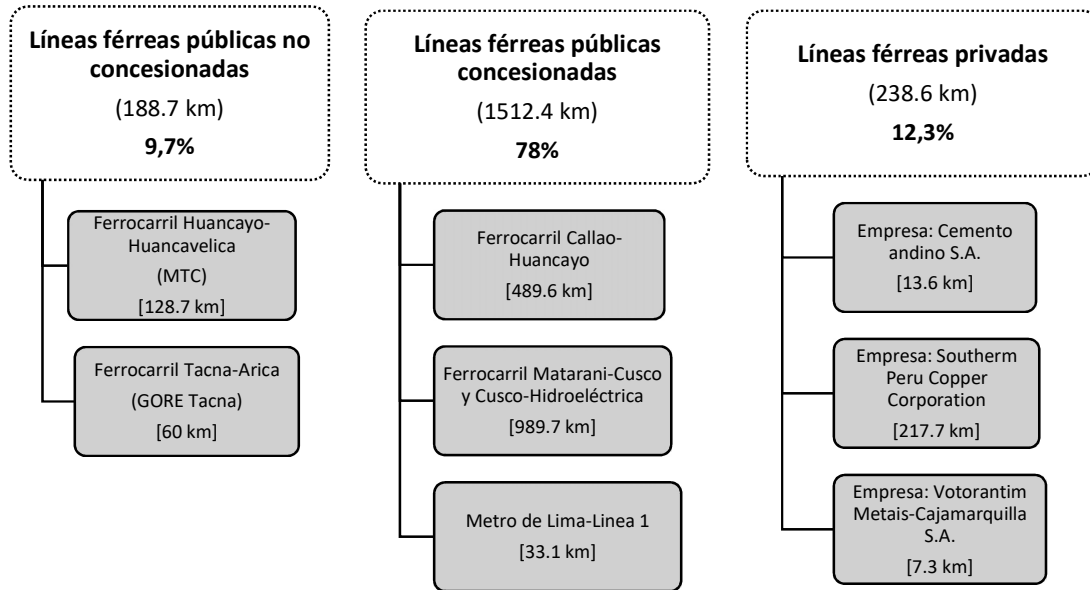 Líneas férreas públicas no
concesionadas
(188.7 km)
9,7%
Ferrocarril Huancayo-
Huancavelica
(MTC)
[128.7 km]
Ferrocarril Tacna-Arica
(GORE Tacna)
[60 km]
Líneas férreas públicas
concesionadas
(1512.4 km)
78%
Ferrocarril Callao-
Huancayo
[489.6 km]
Ferrocarril Matarani-Cusco
y Cusco-Hidroeléctrica
[989.7 km]
Metro de Lima-Linea 1
[33.1 km]
Líneas férreas privadas
(238.6 km)
12,3%
Empresa: Cemento
andino S.A.
[13.6 km]
Empresa: Southerm
Peru Copper
Corporation
[217.7 km]
Empresa: Votorantim
Metais-Cajamarquilla
S.A.
[7.3 km]